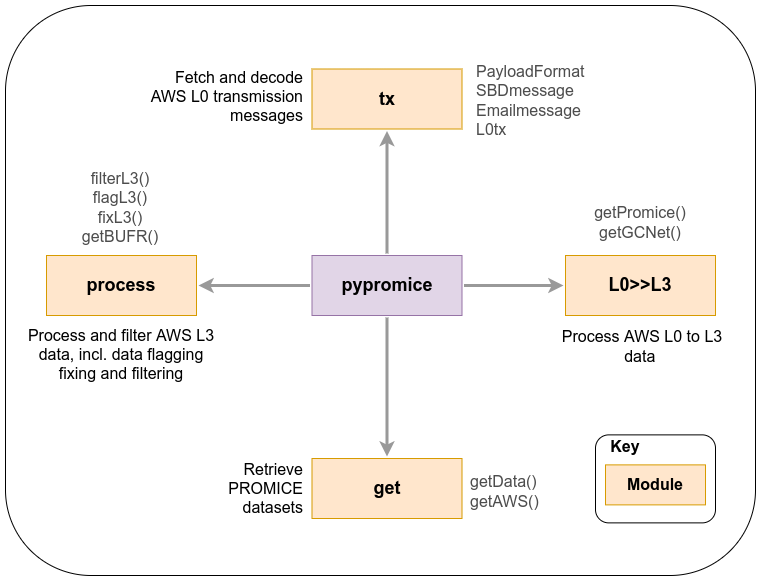 Fetch and decode
AWS L0 transmission
messages
tx
PayloadFormat
SBDmessage
Emailmessage
L0tx
filterL3()
flagL3()
fixL3()
getBUFR()
process
Process and filter AWS L3
data, incl. data flagging
fixing and filtering
pypromice
getPromice()
getGCNet()
L0>>L3
Process AWS L0 to L3
data
Retrieve
PROMICE
datasets
get
getData()
getAWS()
Key
Module